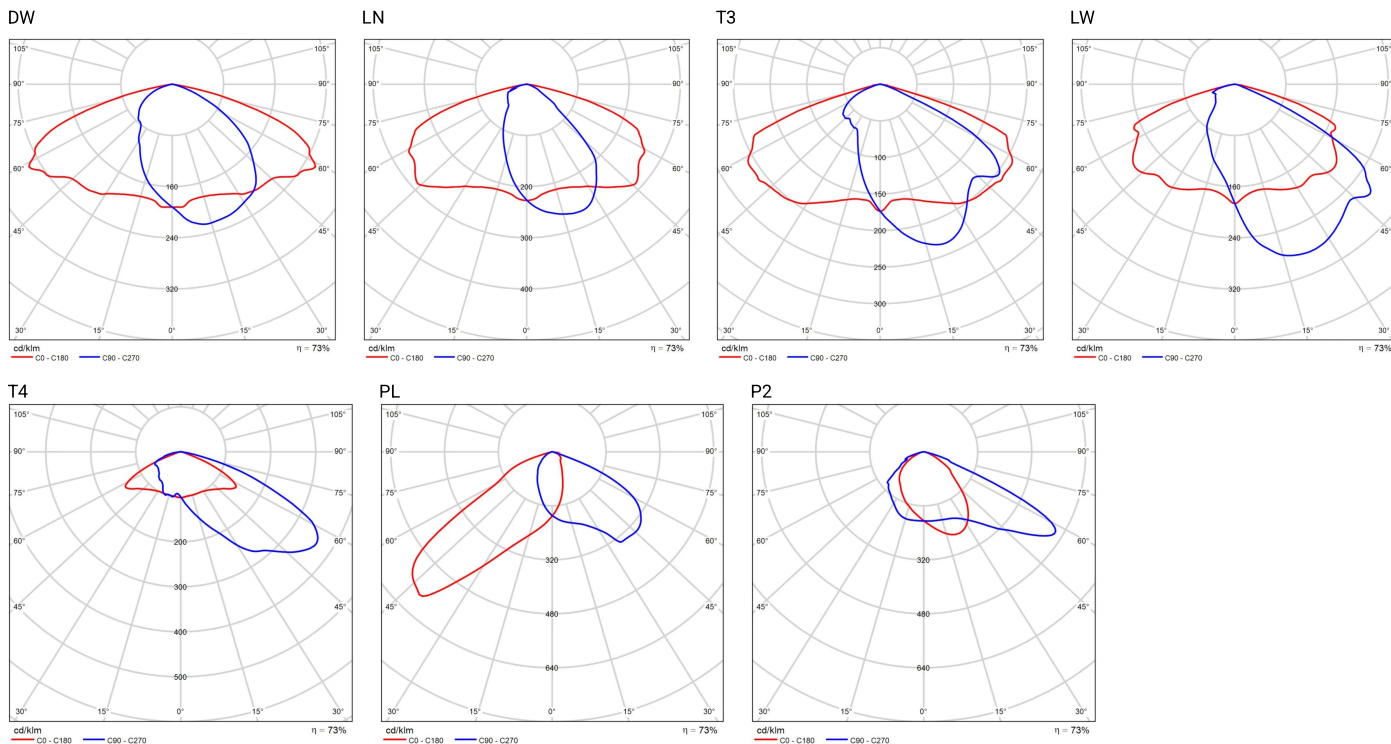 DW LN T3 LW
105° 105° 105° 105° 105° 105° 105° 105°
90° 90° 90° 90° 90° 90° 90° 90°
75° 75° 75° 75° 75° 75° 75° 75°
100
60° 60° 60° 60° 60° 60° 60° 60°
160 200 150 160
45° 45° 45° 45° 45° 45° 45° 45°
240 300 200 240
250
320 400 300 320
30° 15° 0° 15° 30° 30° 15° 0° 15° 30° 30° 15° 0° 15° 30° 30° 15° 0° 15° 30°
cd/klm η = 73% cd/klm η = 73% cd/klm η = 73% cd/klm η = 73%
C0 - C180 C90 - C270 C0 - C180 C90 - C270 C0 - C180 C90 - C270 C0 - C180 C90 - C270
T4 PL P2
105° 105° 105° 105° 105° 105°
90° 90° 90° 90° 90° 90°
75° 75° 75° 75° 75° 75°
60° 60° 60° 60° 60° 60°
200 320 320
300
45° 45° 45° 45° 45° 45°
480 480
400
500 640 640
30° 15° 0° 15° 30° 30° 15° 0° 15° 30° 30° 15° 0° 15° 30°
cd/klm η = 73% cd/klm η = 73% cd/klm η = 73%
C0 - C180 C90 - C270 C0 - C180 C90 - C270 C0 - C180 C90 - C270